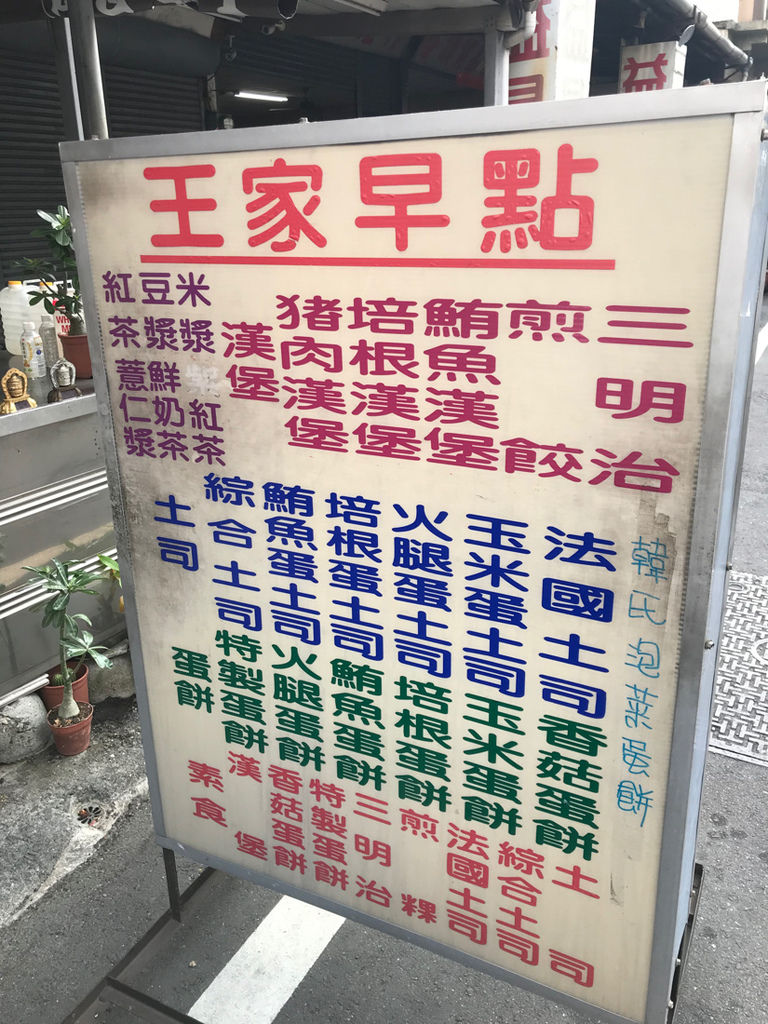 王家早點
三明治
煎餃
鮪魚漢堡
培根漢堡
猪肉漢堡
漢堡
米漿
豆漿
紅茶
紅茶
鮮奶茶
薏仁漿
韓氏泡菜蛋餅
法國土司
玉米蛋土司
火腿蛋土司
培根蛋土司
鮪魚蛋土司
綜合土司
土司
香菇蛋餅
玉米蛋餅
培根蛋餅
鮪魚蛋餅
火腿蛋餅
特製蛋餅
蛋餅
素食
土司
綜合土司
法國土司
煎粿
三明治
特製蛋餅
香菇蛋餅
漢堡
益